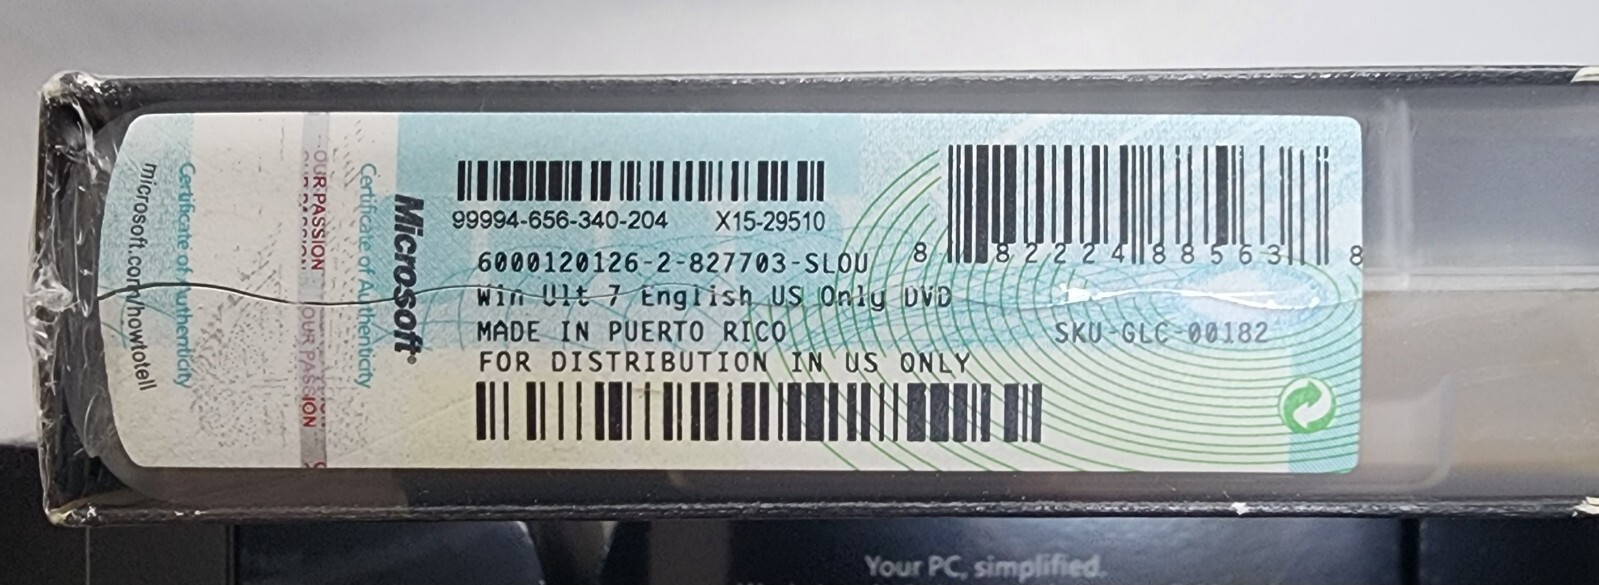 microsoft.com/howtotell
Certificate of Authenticity
OUR PASSION
OUR PASSION
Certificate of Authenticity
Microsoft®
99994-656-340-204 X15-29510
6000120126-2-827703-SLOU
Win Ult 7 English US Only DVD
MADE IN PUERTO RICO
FOR DISTRIBUTION IN US ONLY
8 82224 88563 8
SKU-GLC-00182
Your PC, simplified.